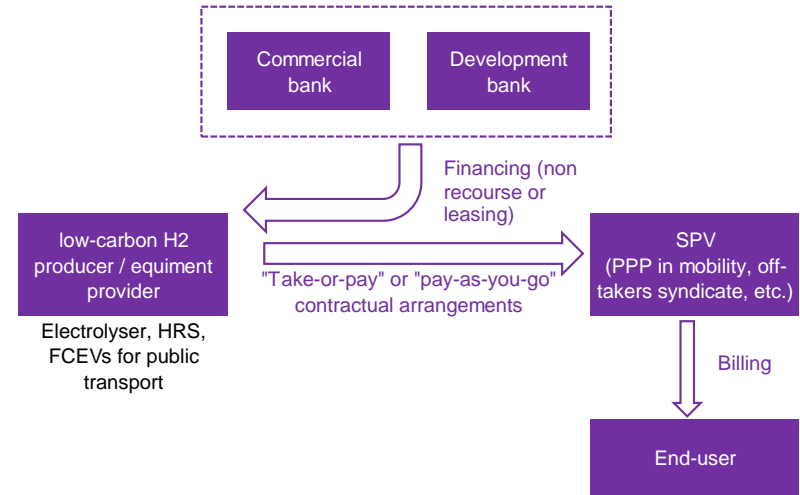 Commercial
bank
Development
bank
Financing (non
recourse or
leasing)
low-carbon H2
producer / equiment
provider
"Take-or-pay" or "pay-as-you-go"
contractual arrangements
SPV
(PPP in mobility, off-
takers syndicate, etc.)
Electrolyser, HRS,
FCEVs for public
transport
Billing
End-user